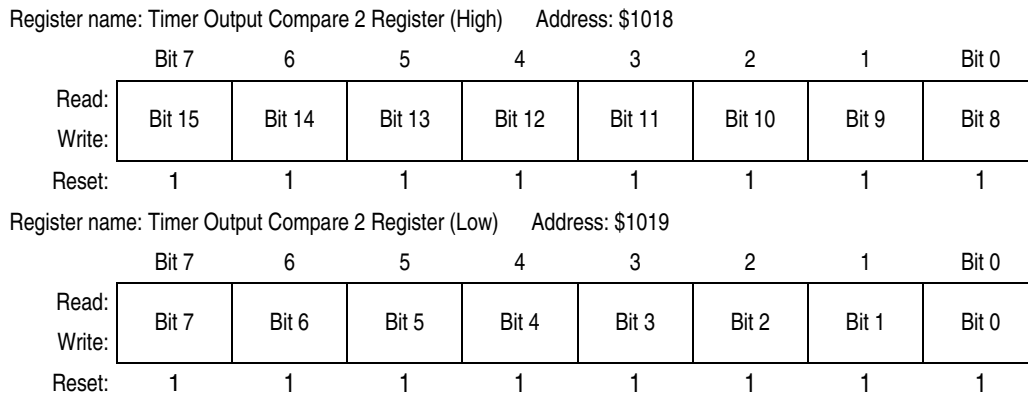 Register name: Timer Output Compare 2 Register (High) Address: $1018
Bit 7 6 5 4 3 2 1 Bit 0
Read:
Bit 15 Bit 14 Bit 13 Bit 12 Bit 11 Bit 10 Bit 9 Bit 8
Write:
Reset: 1 1 1 1 1 1 1 1
Register name: Timer Output Compare 2 Register (Low) Address: $1019
Bit 7 6 5 4 3 2 1 Bit 0
Read:
Bit 7 Bit 6 Bit 5 Bit 4 Bit 3 Bit 2 Bit 1 Bit 0
Write:
Reset: 1 1 1 1 1 1 1 1